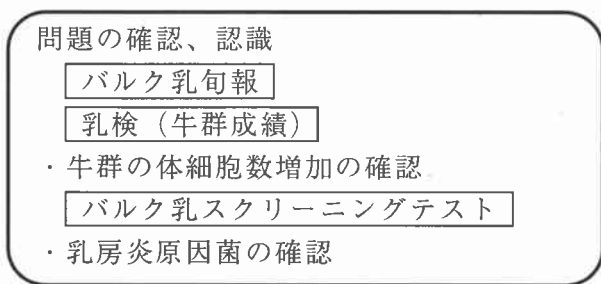 問題の確認、認識
バルク乳旬報
乳検（牛群成績）
・牛群の体細胞数増加の確認
バルク乳スクリーニングテスト
・乳房炎原因菌の確認